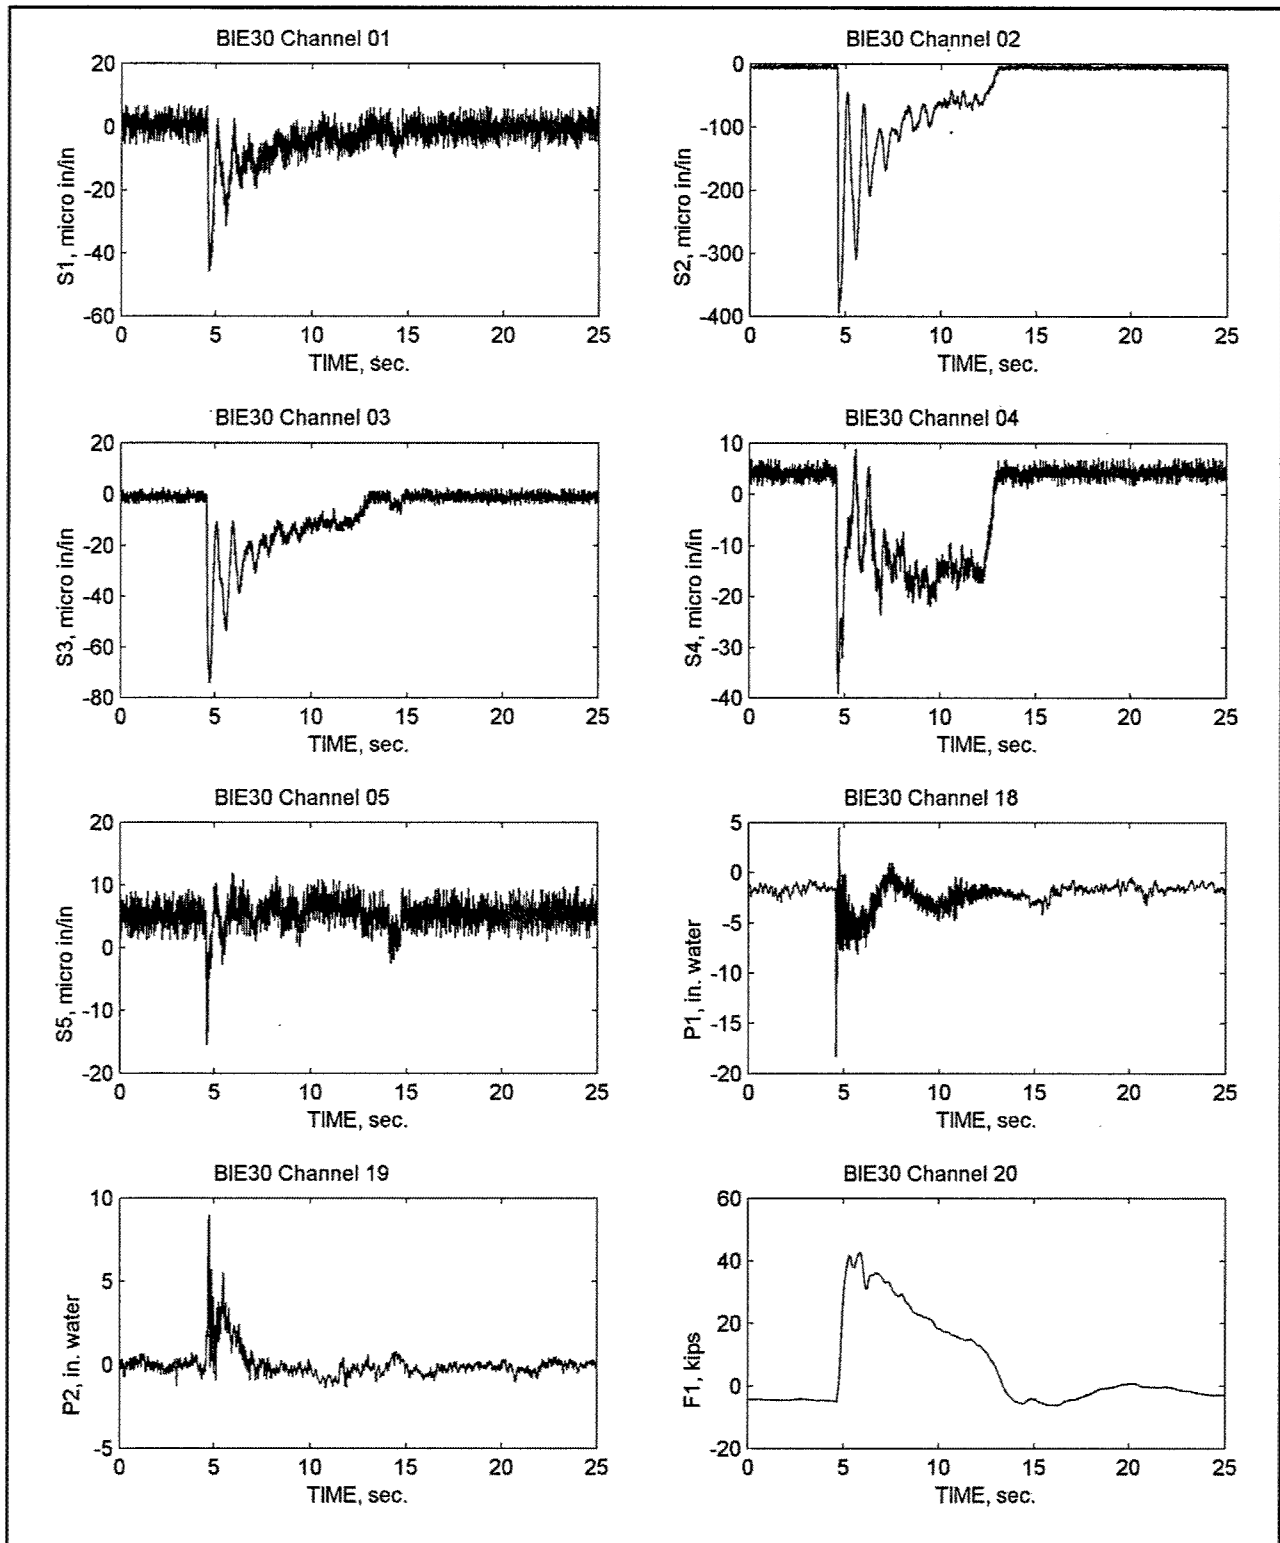 BIE30 Channel 01
20
0
-20
-40
-60
S1, micro in/in
0 5 10 15 20 25
TIME, sec.
BIE30 Channel 02
0
-100
-200
-300
-400
S2, micro in/in
0 5 10 15 20 25
TIME, sec.
BIE30 Channel 03
20
0
-20
-40
-60
-80
S3, micro in/in
0 5 10 15 20 25
TIME, sec.
BIE30 Channel 04
10
0
-10
-20
-30
-40
S4, micro in/in
0 5 10 15 20 25
TIME, sec.
BIE30 Channel 05
20
10
0
-10
-20
S5, micro in/in
0 5 10 15 20 25
TIME, sec.
BIE30 Channel 18
5
0
-5
-10
-15
-20
P1, in. water
0 5 10 15 20 25
TIME, sec.
BIE30 Channel 19
10
5
0
-5
P2, in. water
0 5 10 15 20 25
TIME, sec.
BIE30 Channel 20
60
40
20
0
-20
F1, kips
0 5 10 15 20 25
TIME, sec.